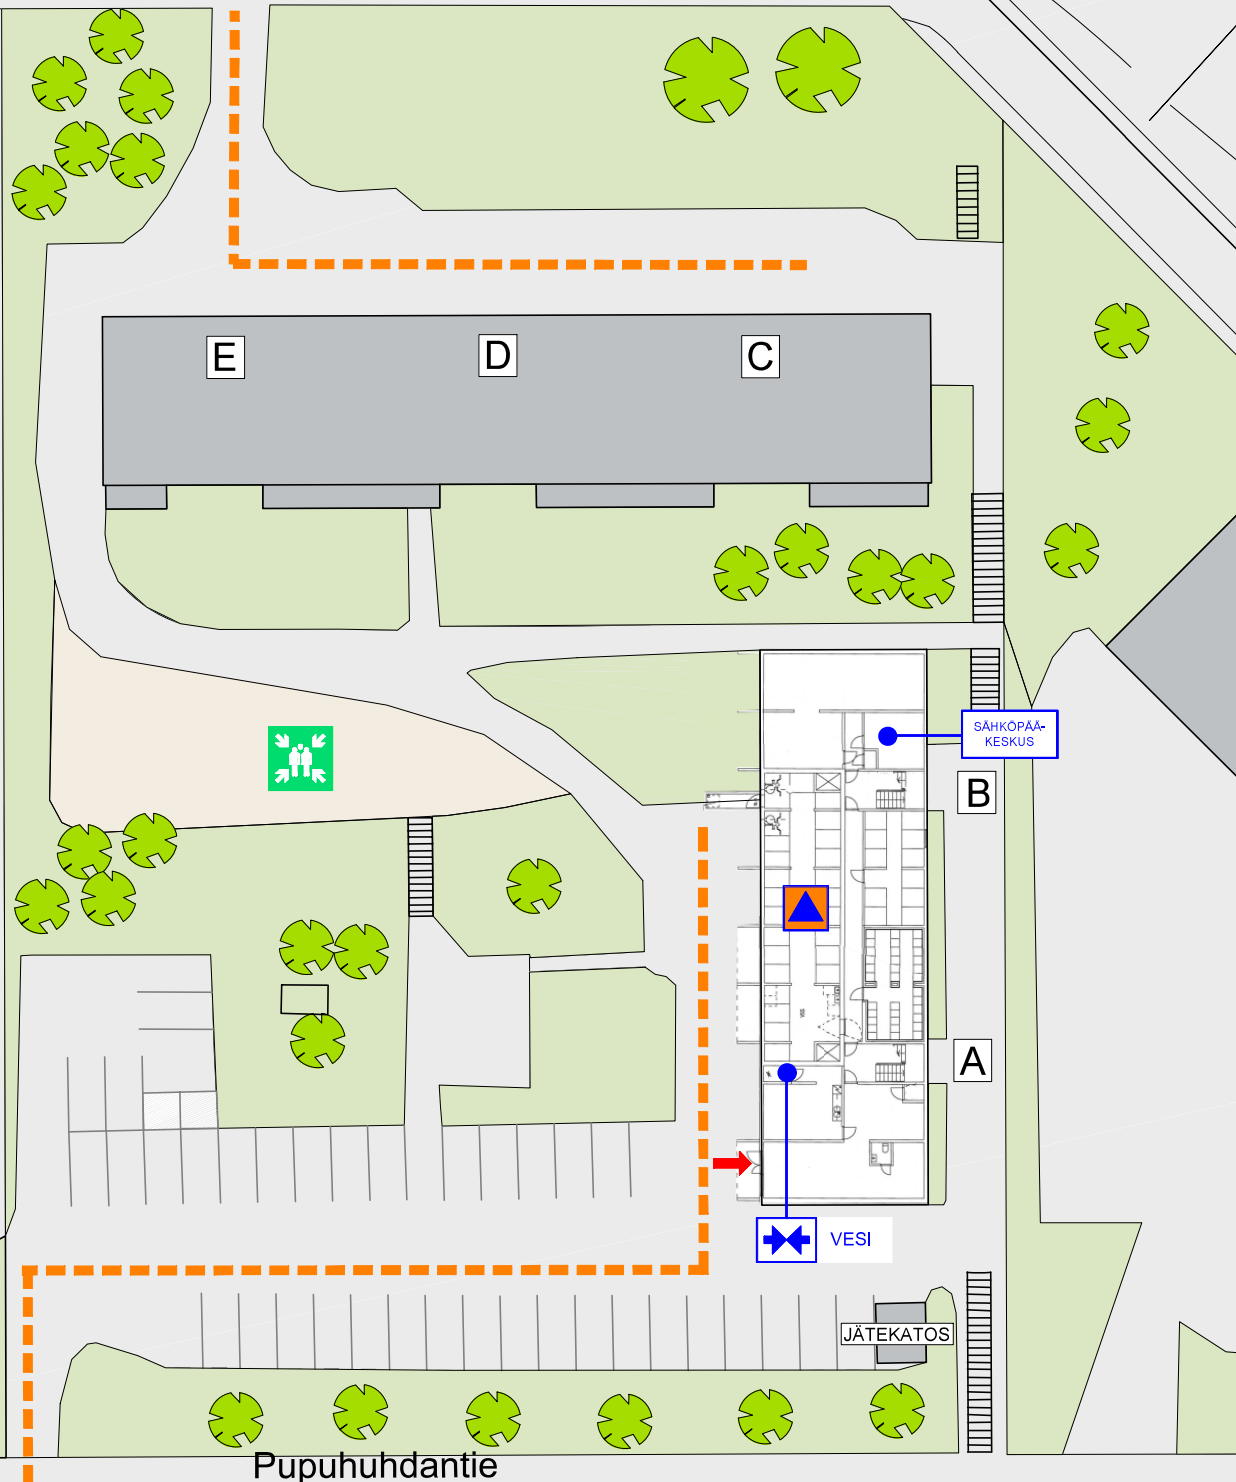 E
D
C
SÄHKÖPÄÄ-
KESKUS
B
A
VESI
JÄTEKATOS
Pupuhuhdantie